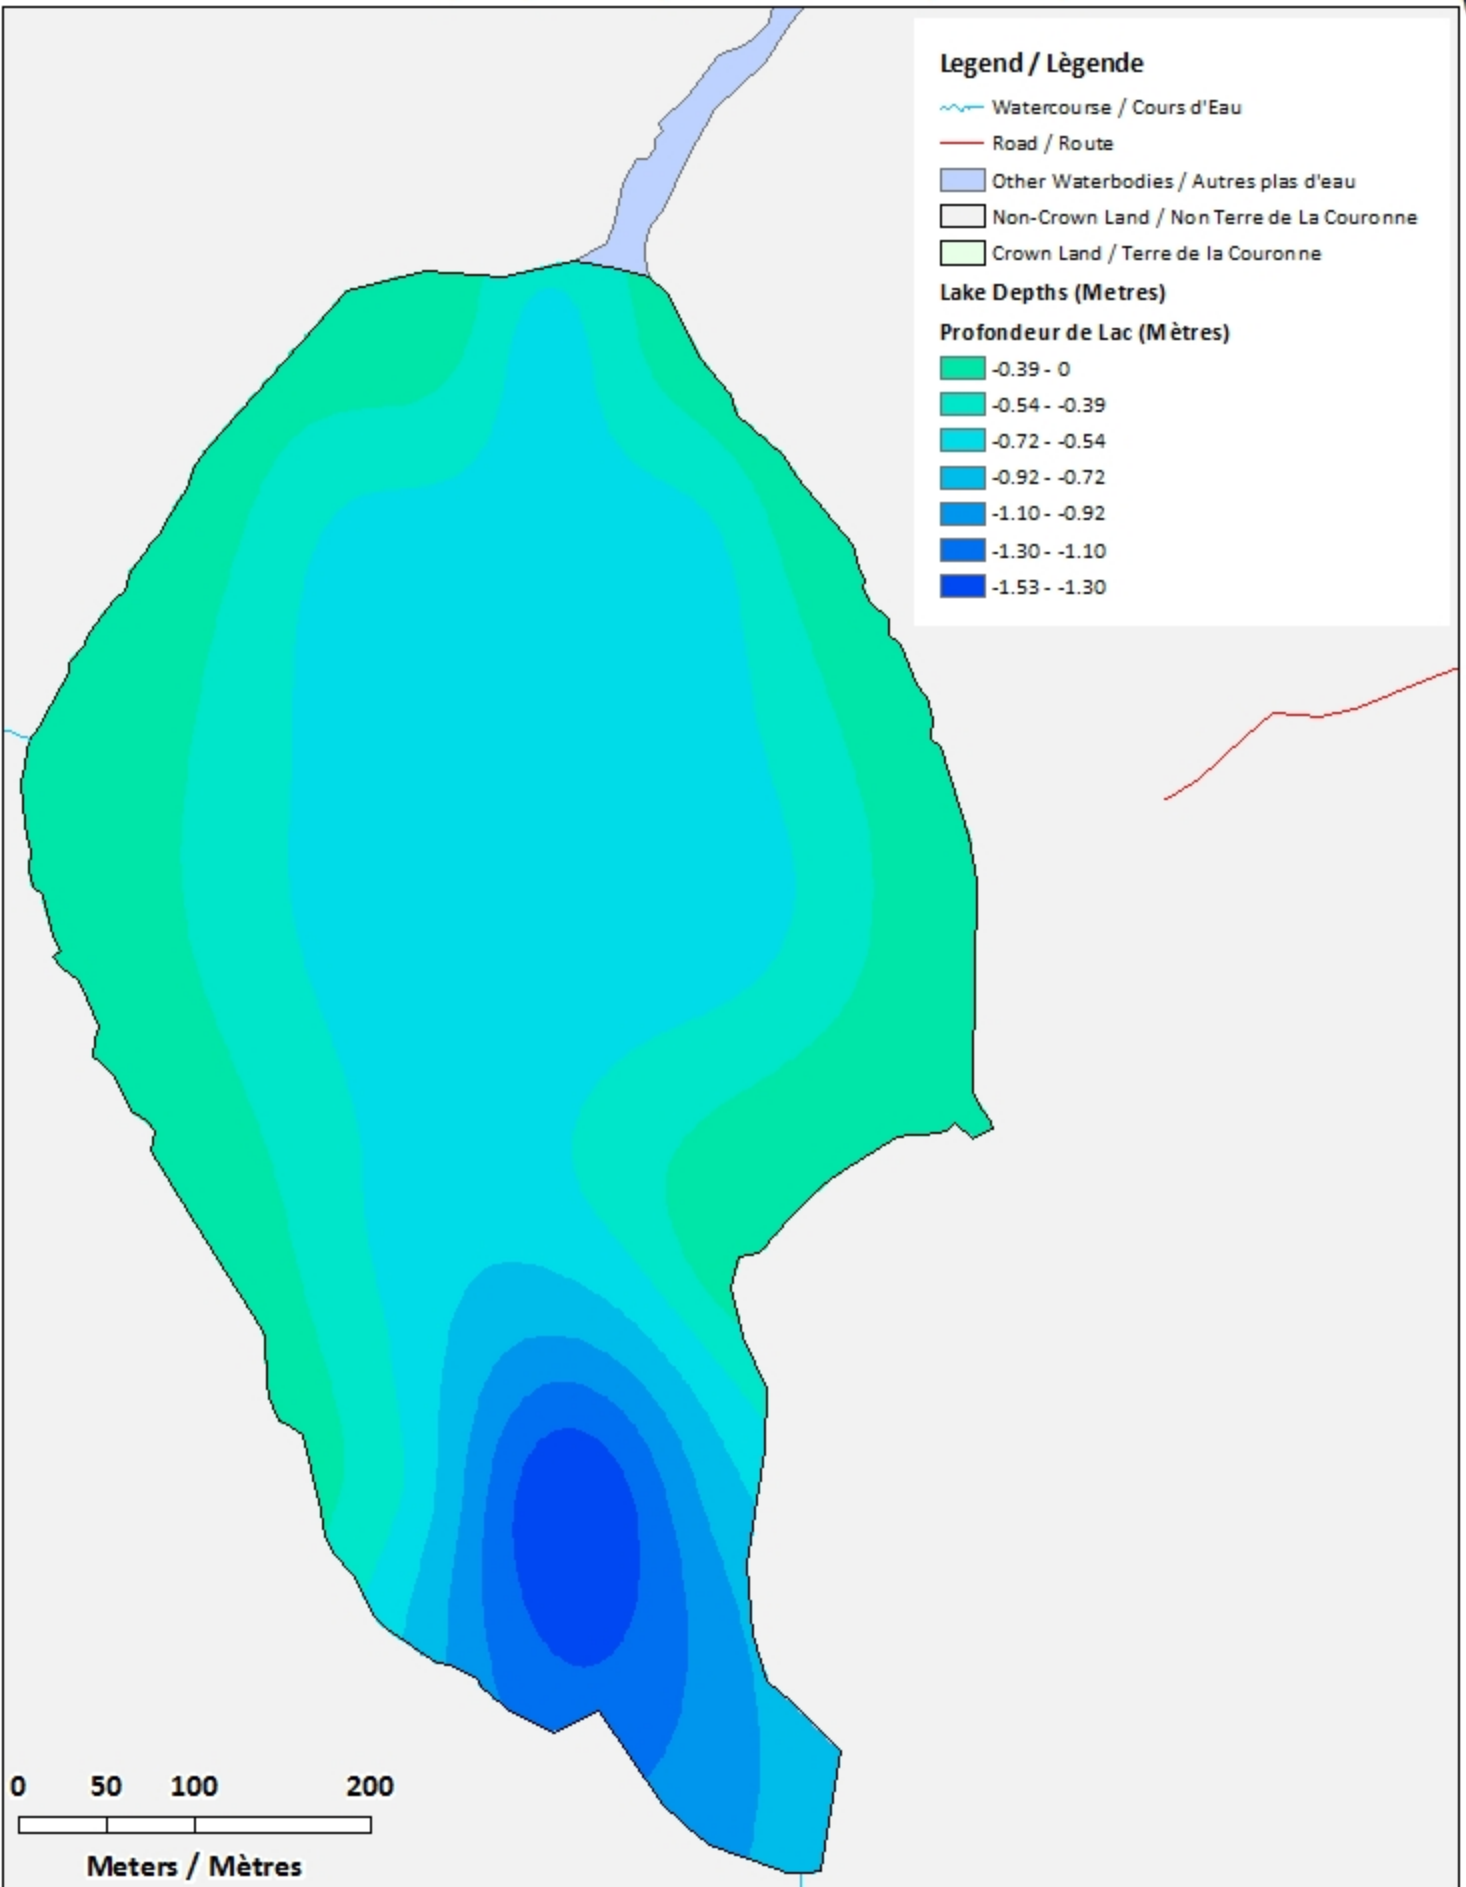 Legend / Lègende
Watercourse / Cours d'Eau
Road / Route
Other Waterbodies / Autres plas d'eau
Non-Crown Land / Non Terre de La Couronne
Crown Land / Terre de la Couronne
Lake Depths (Metres)
Profondeur de Lac (Mètres)
-0.39 - 0
-0.54 - -0.39
-0.72 - -0.54
-0.92 - -0.72
-1.10 - -0.92
-1.30 - -1.10
-1.53 - -1.30
0 50 100 200
Meters / Mètres